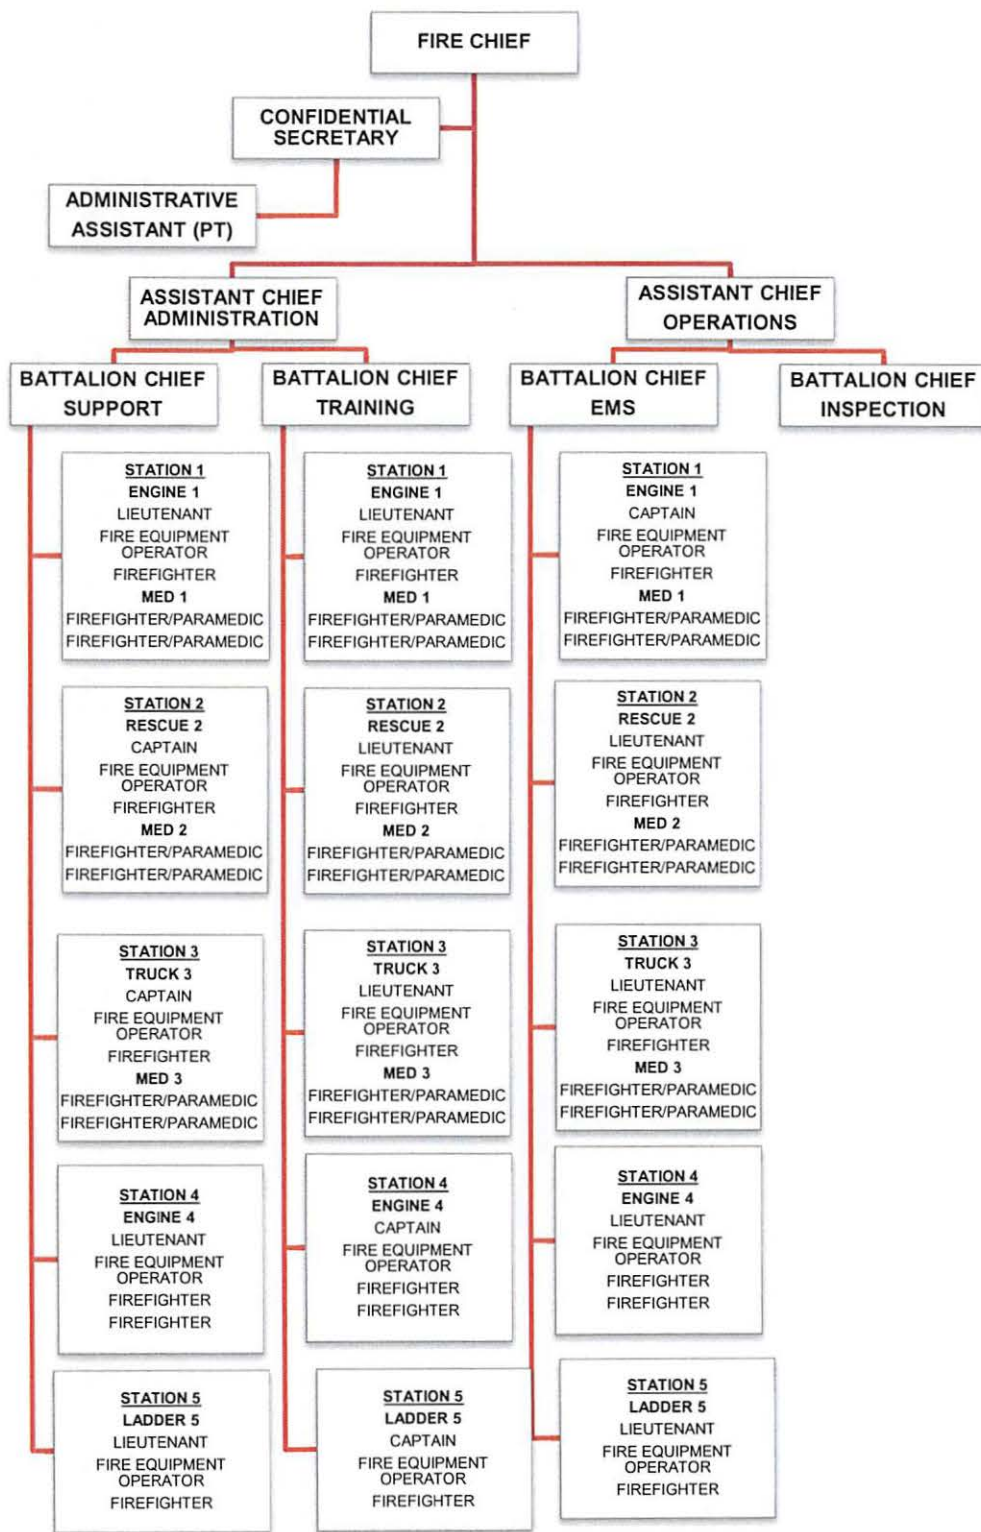 FIRE CHIEF
CONFIDENTIAL
SECRETARY
ADMINISTRATIVE
ASSISTANT (PT)
ASSISTANT CHIEF
ADMINISTRATION
ASSISTANT CHIEF
OPERATIONS
BATTALION CHIEF
SUPPORT
BATTALION CHIEF
TRAINING
BATTALION CHIEF
EMS
BATTALION CHIEF
INSPECTION
STATION 1
ENGINE 1
LIEUTENANT
FIRE EQUIPMENT
OPERATOR
FIREFIGHTER
MED 1
FIREFIGHTER/PARAMEDIC
FIREFIGHTER/PARAMEDIC
STATION 1
ENGINE 1
LIEUTENANT
FIRE EQUIPMENT
OPERATOR
FIREFIGHTER
MED 1
FIREFIGHTER/PARAMEDIC
FIREFIGHTER/PARAMEDIC
STATION 1
ENGINE 1
CAPTAIN
FIRE EQUIPMENT
OPERATOR
FIREFIGHTER
MED 1
FIREFIGHTER/PARAMEDIC
FIREFIGHTER/PARAMEDIC
STATION 2
RESCUE 2
CAPTAIN
FIRE EQUIPMENT
OPERATOR
FIREFIGHTER
MED 2
FIREFIGHTER/PARAMEDIC
FIREFIGHTER/PARAMEDIC
STATION 2
RESCUE 2
LIEUTENANT
FIRE EQUIPMENT
OPERATOR
FIREFIGHTER
MED 2
FIREFIGHTER/PARAMEDIC
FIREFIGHTER/PARAMEDIC
STATION 2
RESCUE 2
LIEUTENANT
FIRE EQUIPMENT
OPERATOR
FIREFIGHTER
MED 2
FIREFIGHTER/PARAMEDIC
FIREFIGHTER/PARAMEDIC
STATION 3
TRUCK 3
CAPTAIN
FIRE EQUIPMENT
OPERATOR
FIREFIGHTER
MED 3
FIREFIGHTER/PARAMEDIC
FIREFIGHTER/PARAMEDIC
STATION 3
TRUCK 3
LIEUTENANT
FIRE EQUIPMENT
OPERATOR
FIREFIGHTER
MED 3
FIREFIGHTER/PARAMEDIC
FIREFIGHTER/PARAMEDIC
STATION 3
TRUCK 3
LIEUTENANT
FIRE EQUIPMENT
OPERATOR
FIREFIGHTER
MED 3
FIREFIGHTER/PARAMEDIC
FIREFIGHTER/PARAMEDIC
STATION 4
ENGINE 4
LIEUTENANT
FIRE EQUIPMENT
OPERATOR
FIREFIGHTER
FIREFIGHTER
STATION 4
ENGINE 4
CAPTAIN
FIRE EQUIPMENT
OPERATOR
FIREFIGHTER
FIREFIGHTER
STATION 4
ENGINE 4
LIEUTENANT
FIRE EQUIPMENT
OPERATOR
FIREFIGHTER
FIREFIGHTER
STATION 5
LADDER 5
LIEUTENANT
FIRE EQUIPMENT
OPERATOR
FIREFIGHTER
STATION 5
LADDER 5
CAPTAIN
FIRE EQUIPMENT
OPERATOR
FIREFIGHTER
STATION 5
LADDER 5
LIEUTENANT
FIRE EQUIPMENT
OPERATOR
FIREFIGHTER